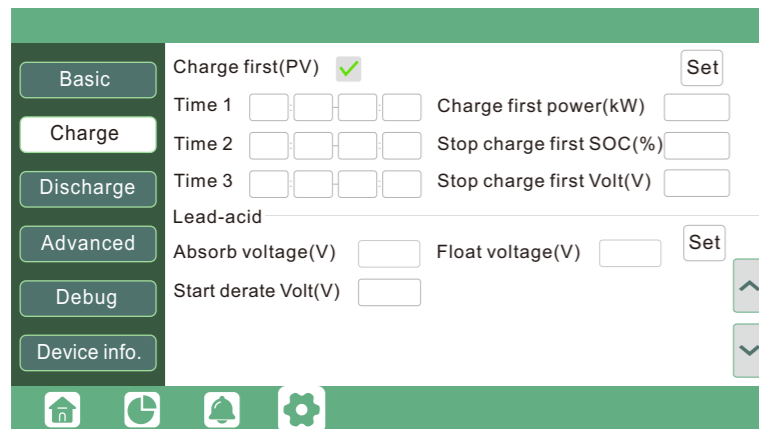 Basic
Charge
Discharge
Advanced
Debug
Device info.
Charge first(PV) Set
Time 1 : - : Charge first power(kW)
Time 2 : - : Stop charge first SOC(%)
Time 3 : - : Stop charge first Volt(V)
Lead-acid
Absorb voltage(V) Float voltage(V) Set
Start derate Volt(V)